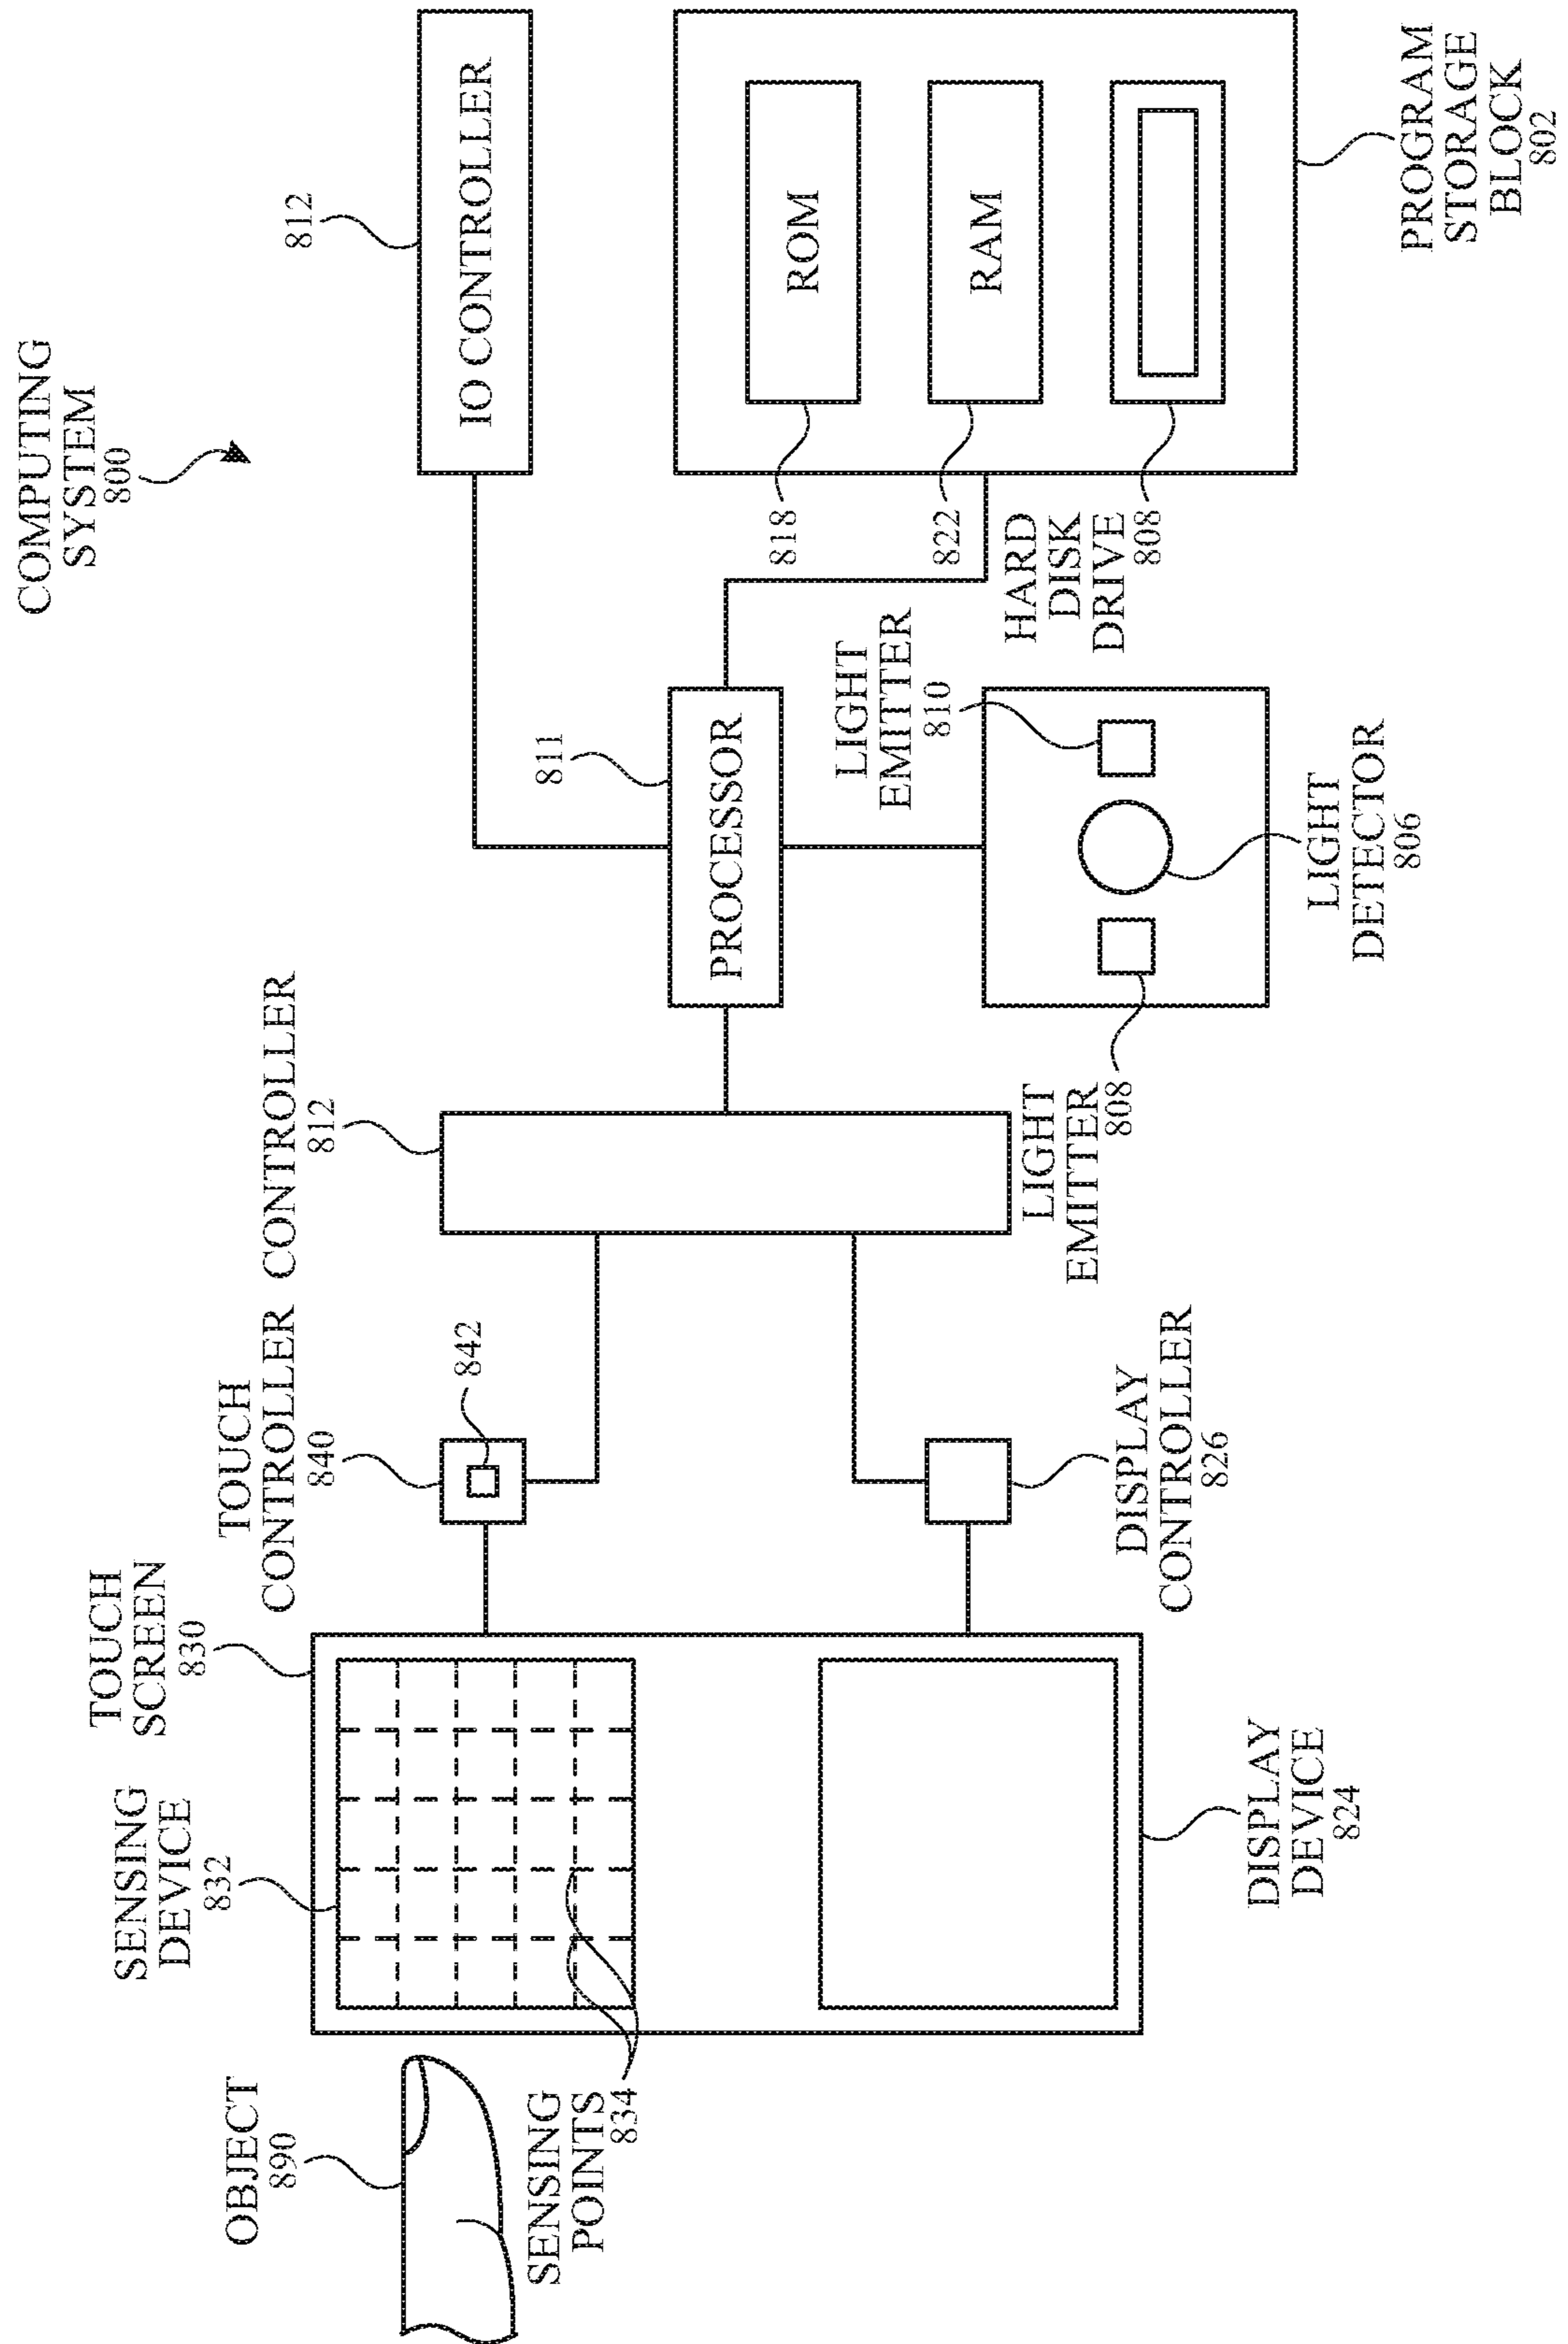 COMPUTING
SYSTEM
800
OBJECT
890
SENSING
DEVICE
832
TOUCH
SCREEN
830
SENSING
POINTS
834
DISPLAY
DEVICE
824
TOUCH
CONTROLLER
840
842
DISPLAY
CONTROLLER
826
CONTROLLER
812
811
PROCESSOR
LIGHT
EMITTER
808
LIGHT
EMITTER
810
LIGHT
DETECTOR
806
812
IO CONTROLLER
818
ROM
822
RAM
HARD
DISK
DRIVE
808
PROGRAM
STORAGE
BLOCK
802